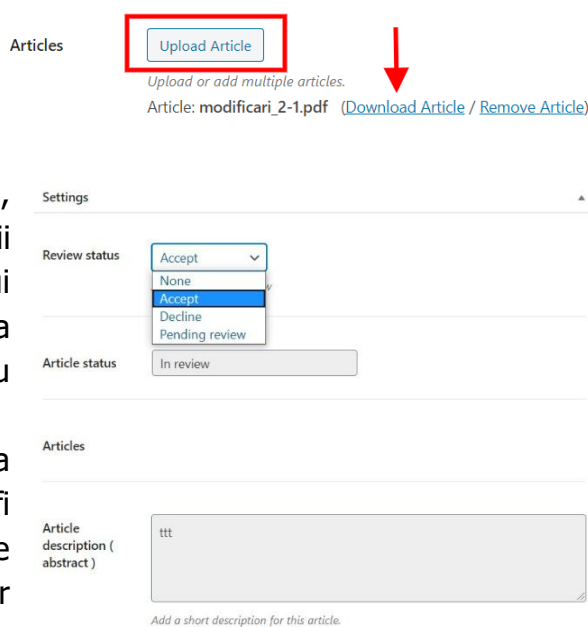 Articles
Upload Article
Upload or add multiple articles.
Article: modificari_2-1.pdf (Download Article / Remove Article)
,
ii
i
a
u
a
fi
e
r
Settings
Review status
Accept
None
Accept
Decline
Pending review
Article status
In review
Articles
Article
description (
abstract )
ttt
Add a short description for this article.